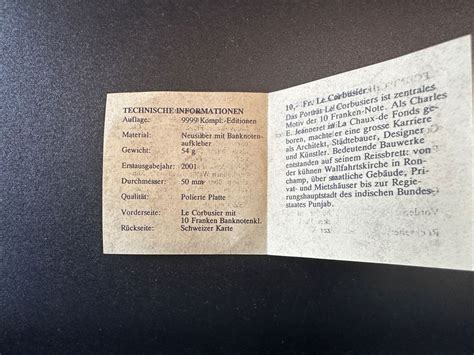 TECHNISCHE INFORMATIONEN
Auflage: 9999 Kompl.-Editionen
Material: Neusilber mit Banknoten-
aufkleber
Gewicht: 54 g
Erstausgabejahr: 2001
Durchmesser: 50 mm
Qualität: Polierte Platte
Vorderseite: Le Corbusier mit
10 Franken Banknotenkl.
Rückseite: Schweizer Karte
10,- Fr. Le Corbusier
Das Porträt Le Corbusiers ist zentrales
Motiv der 10 Franken-Note. Als Charles
E. Jeanneret in La Chaux-de Fonds ge-
boren, machte er eine grosse Karriere
als Architekt, Städtebauer, Designer
und Künstler. Bedeutende Bauwerke
entstanden auf seinem Reissbrett: von der
kühnen Wallfahrtskirche in Ron-
champ, über staatliche Gebäude, Pri-
vat- und Mietshäuser bis zur Regie-
rungshauptstadt des indischen Bundes-
staates Punjab.